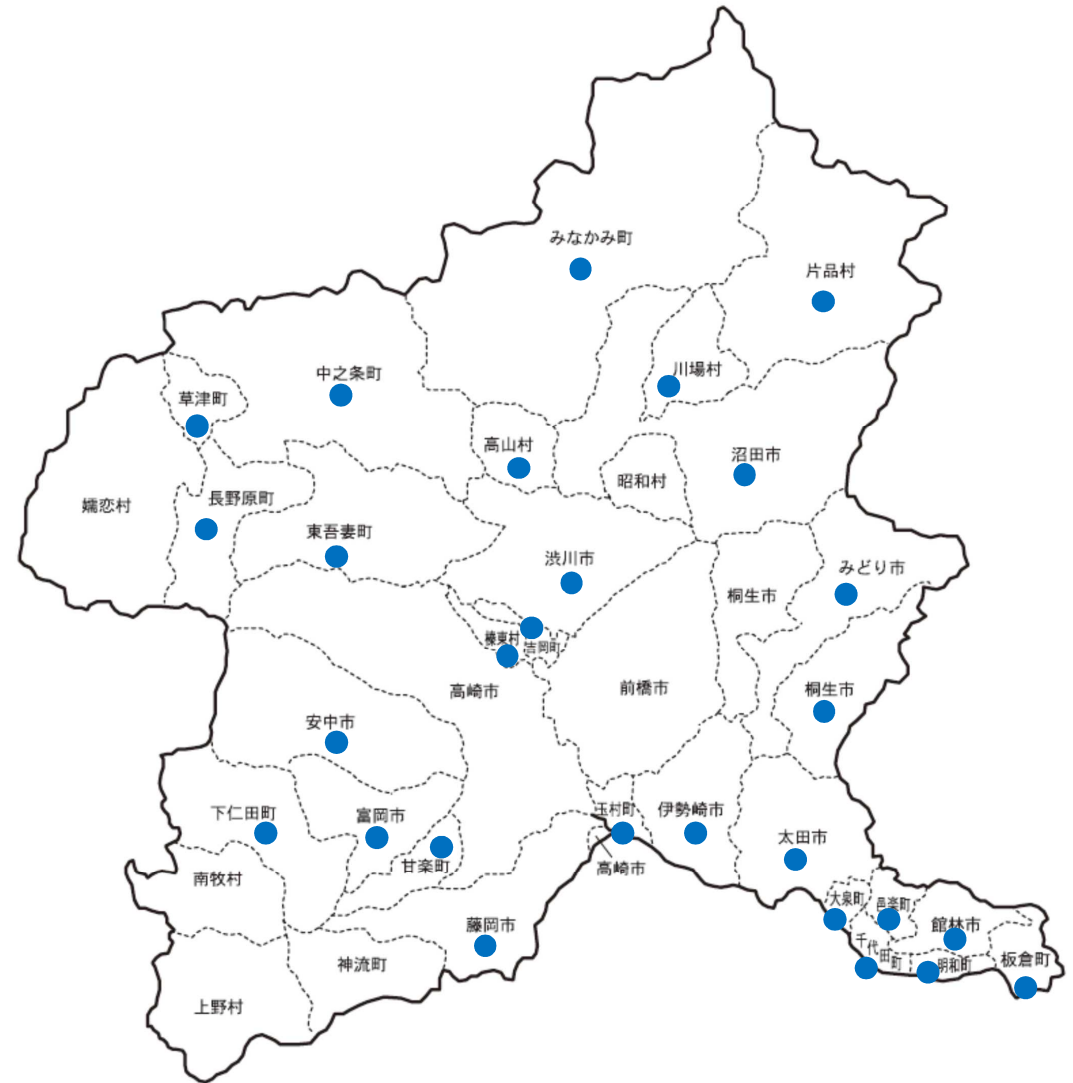 みなかみ町
片品村
川場村
中之条町
草津町
高山村
沼田市
昭和村
長野原町
嬬恋村
東吾妻町
渋川市
みどり市
桐生市
榛東村
吉岡町
高崎市
前橋市
桐生市
安中市
下仁田町
富岡市
玉村町
伊勢崎市
太田市
甘楽町
高崎市
南牧村
大泉町
邑楽町
藤岡市
館林市
千代田町
明和町
板倉町
神流町
上野村